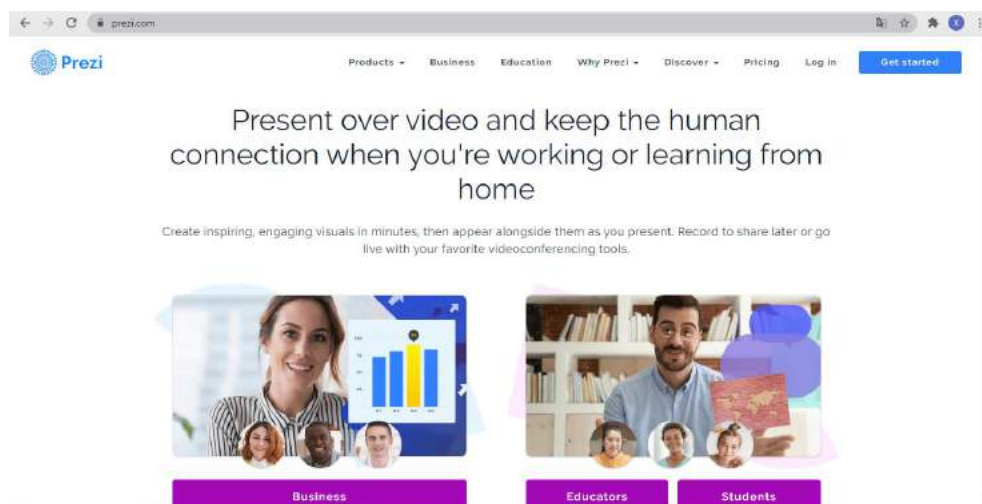 prezi.com
Prezi Products Business Education Why Prezi Discover Pricing Log in Get started
Present over video and keep the human
connection when you're working or learning from
home
Create inspiring, engaging visuals in minutes, then appear alongside them as you present. Record to share later or go
live with your favorite videoconferencing tools.
Business Educators Students